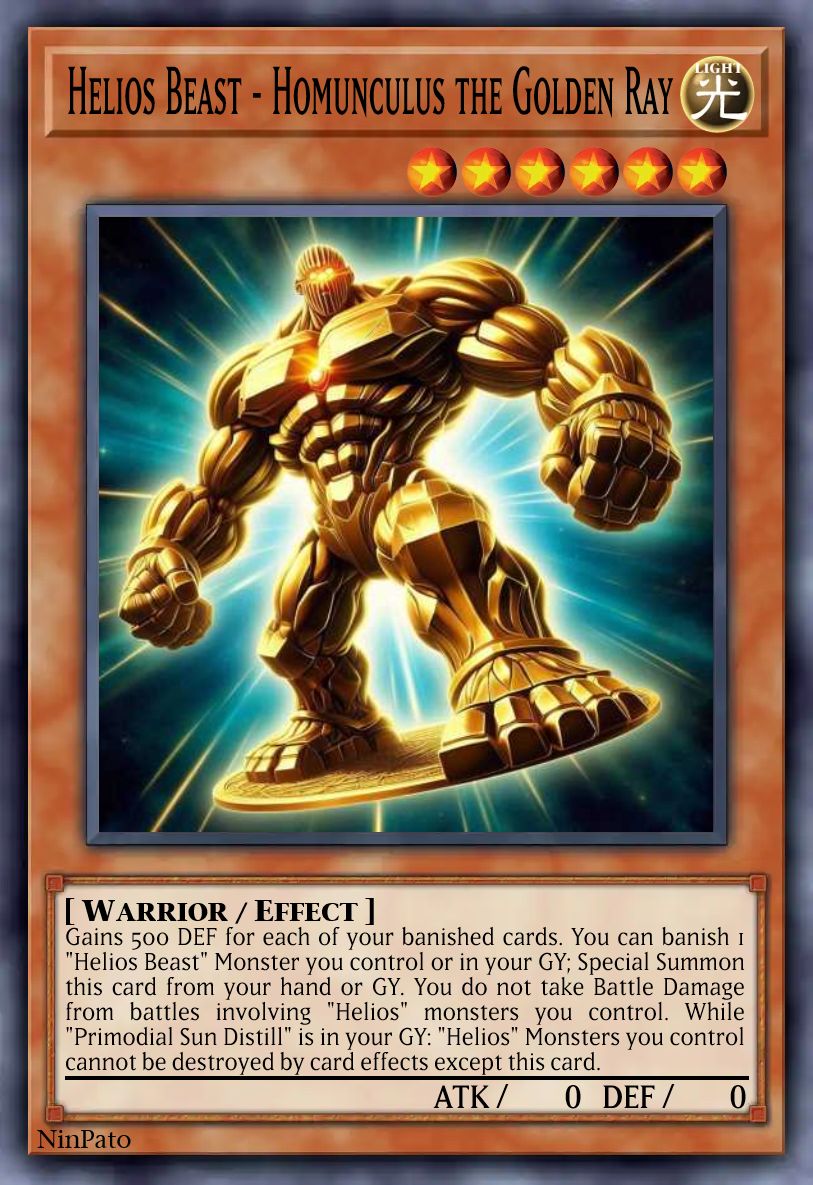 Helios Beast - Homunculus the Golden Ray
LIGHT
光
[ Warrior / Effect ]
Gains 500 DEF for each of your banished cards. You can banish 1
"Helios Beast" Monster you control or in your GY; Special Summon
this card from your hand or GY. You do not take Battle Damage
from battles involving "Helios" monsters you control. While
"Primodial Sun Distill" is in your GY: "Helios" Monsters you control
cannot be destroyed by card effects except this card.
ATK / 0 DEF / 0
NinPato